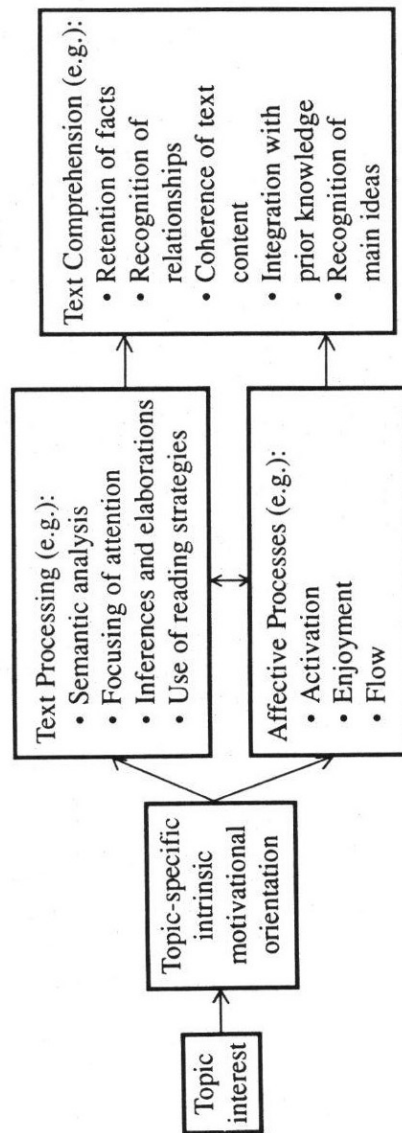 Topic
interest
Topic-specific
intrinsic
motivational
orientation
Text Processing (e.g.):
• Semantic analysis
• Focusing of attention
• Inferences and elaborations
• Use of reading strategies
Affective Processes (e.g.):
• Activation
• Enjoyment
• Flow
Text Comprehension (e.g.):
• Retention of facts
• Recognition of
relationships
• Coherence of text
content
• Integration with
prior knowledge
• Recognition of
main ideas